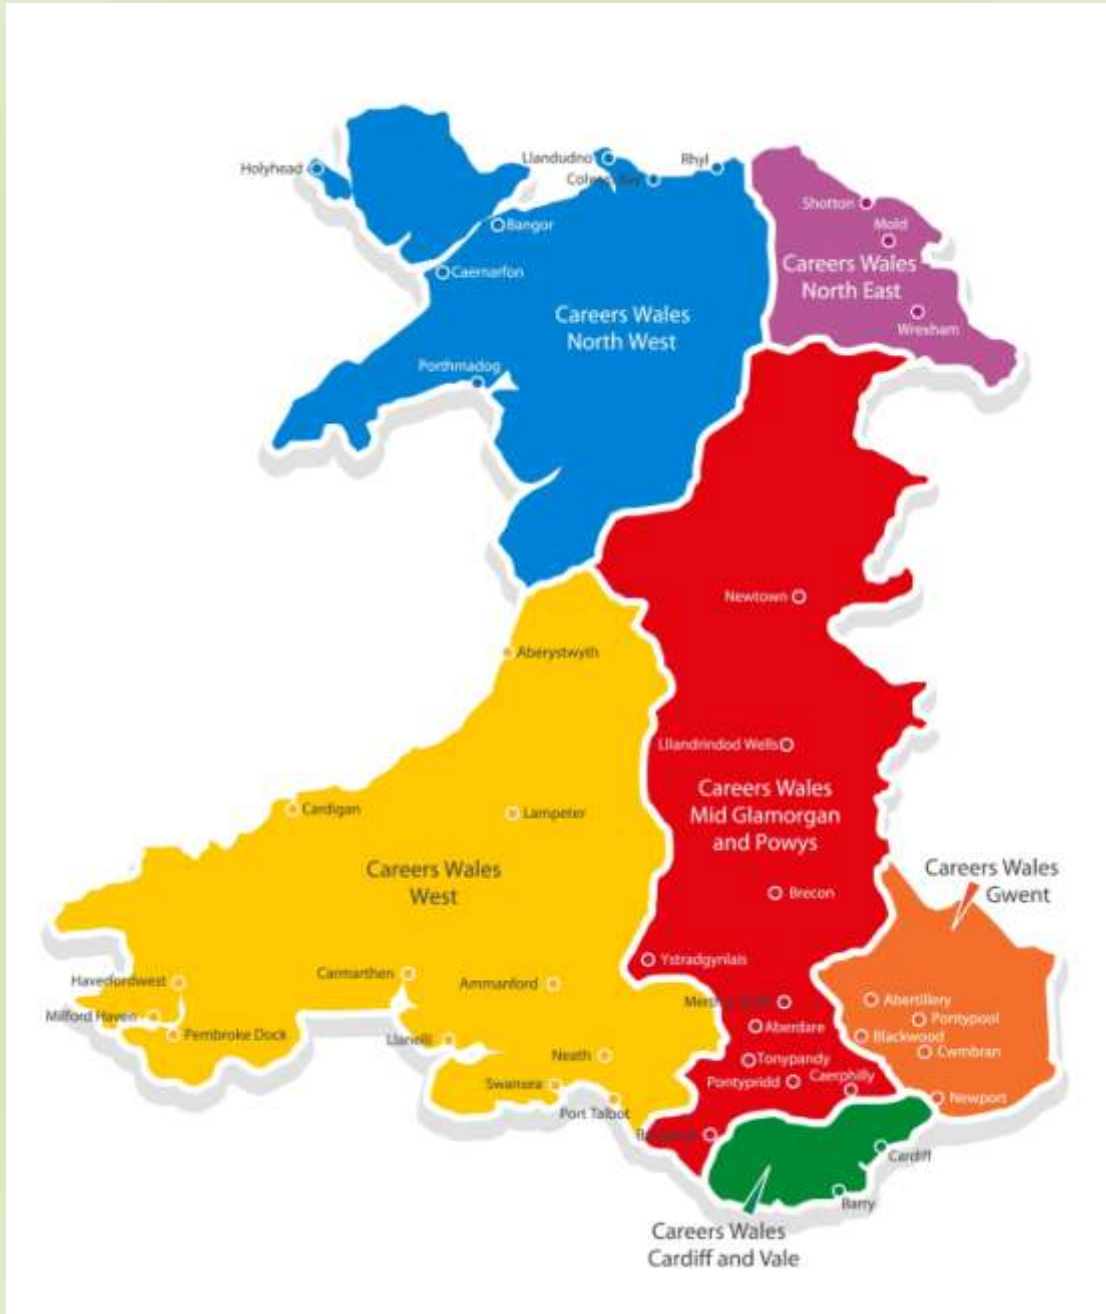 Holyhead
Llandudno
Rhyl
Bangor
Caernarfon
Shotton
Mold
Careers Wales
North East
Wrexham
Careers Wales
North West
Porthmadog
Newtown
Aberystwyth
Lllandrindod Wells
Careers Wales
Mid Glamorgan
and Powys
Cardigan
Lampeter
Careers Wales
West
Careers Wales
Gwent
Brecon
Ystradgynlais
Carmarthen
Haverfordwest
Ammanford
Milford Haven
Pembroke Dock
Llanelli
Neath
Swansea
Port Talbot
Aberdare
Tonypandy
Pontypridd
Caerphilly
Abertillery
Pontypool
Blackwood
Cwmbran
Newport
Cardiff
Barry
Careers Wales
Cardiff and Vale